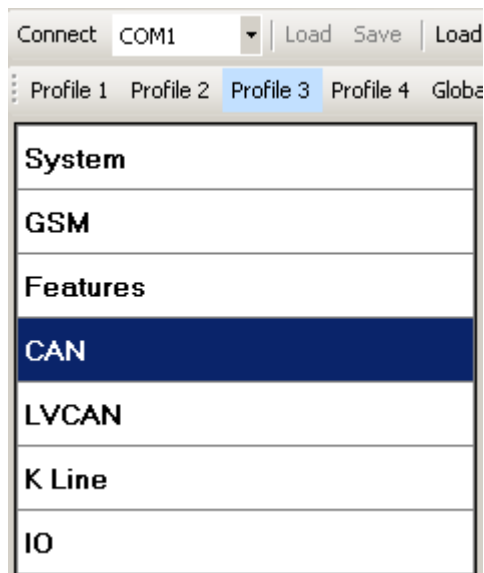 Connect COM1 Load Save Load
Profile 1 Profile 2 Profile 3 Profile 4 Globa
System
GSM
Features
CAN
LVCAN
K Line
IO